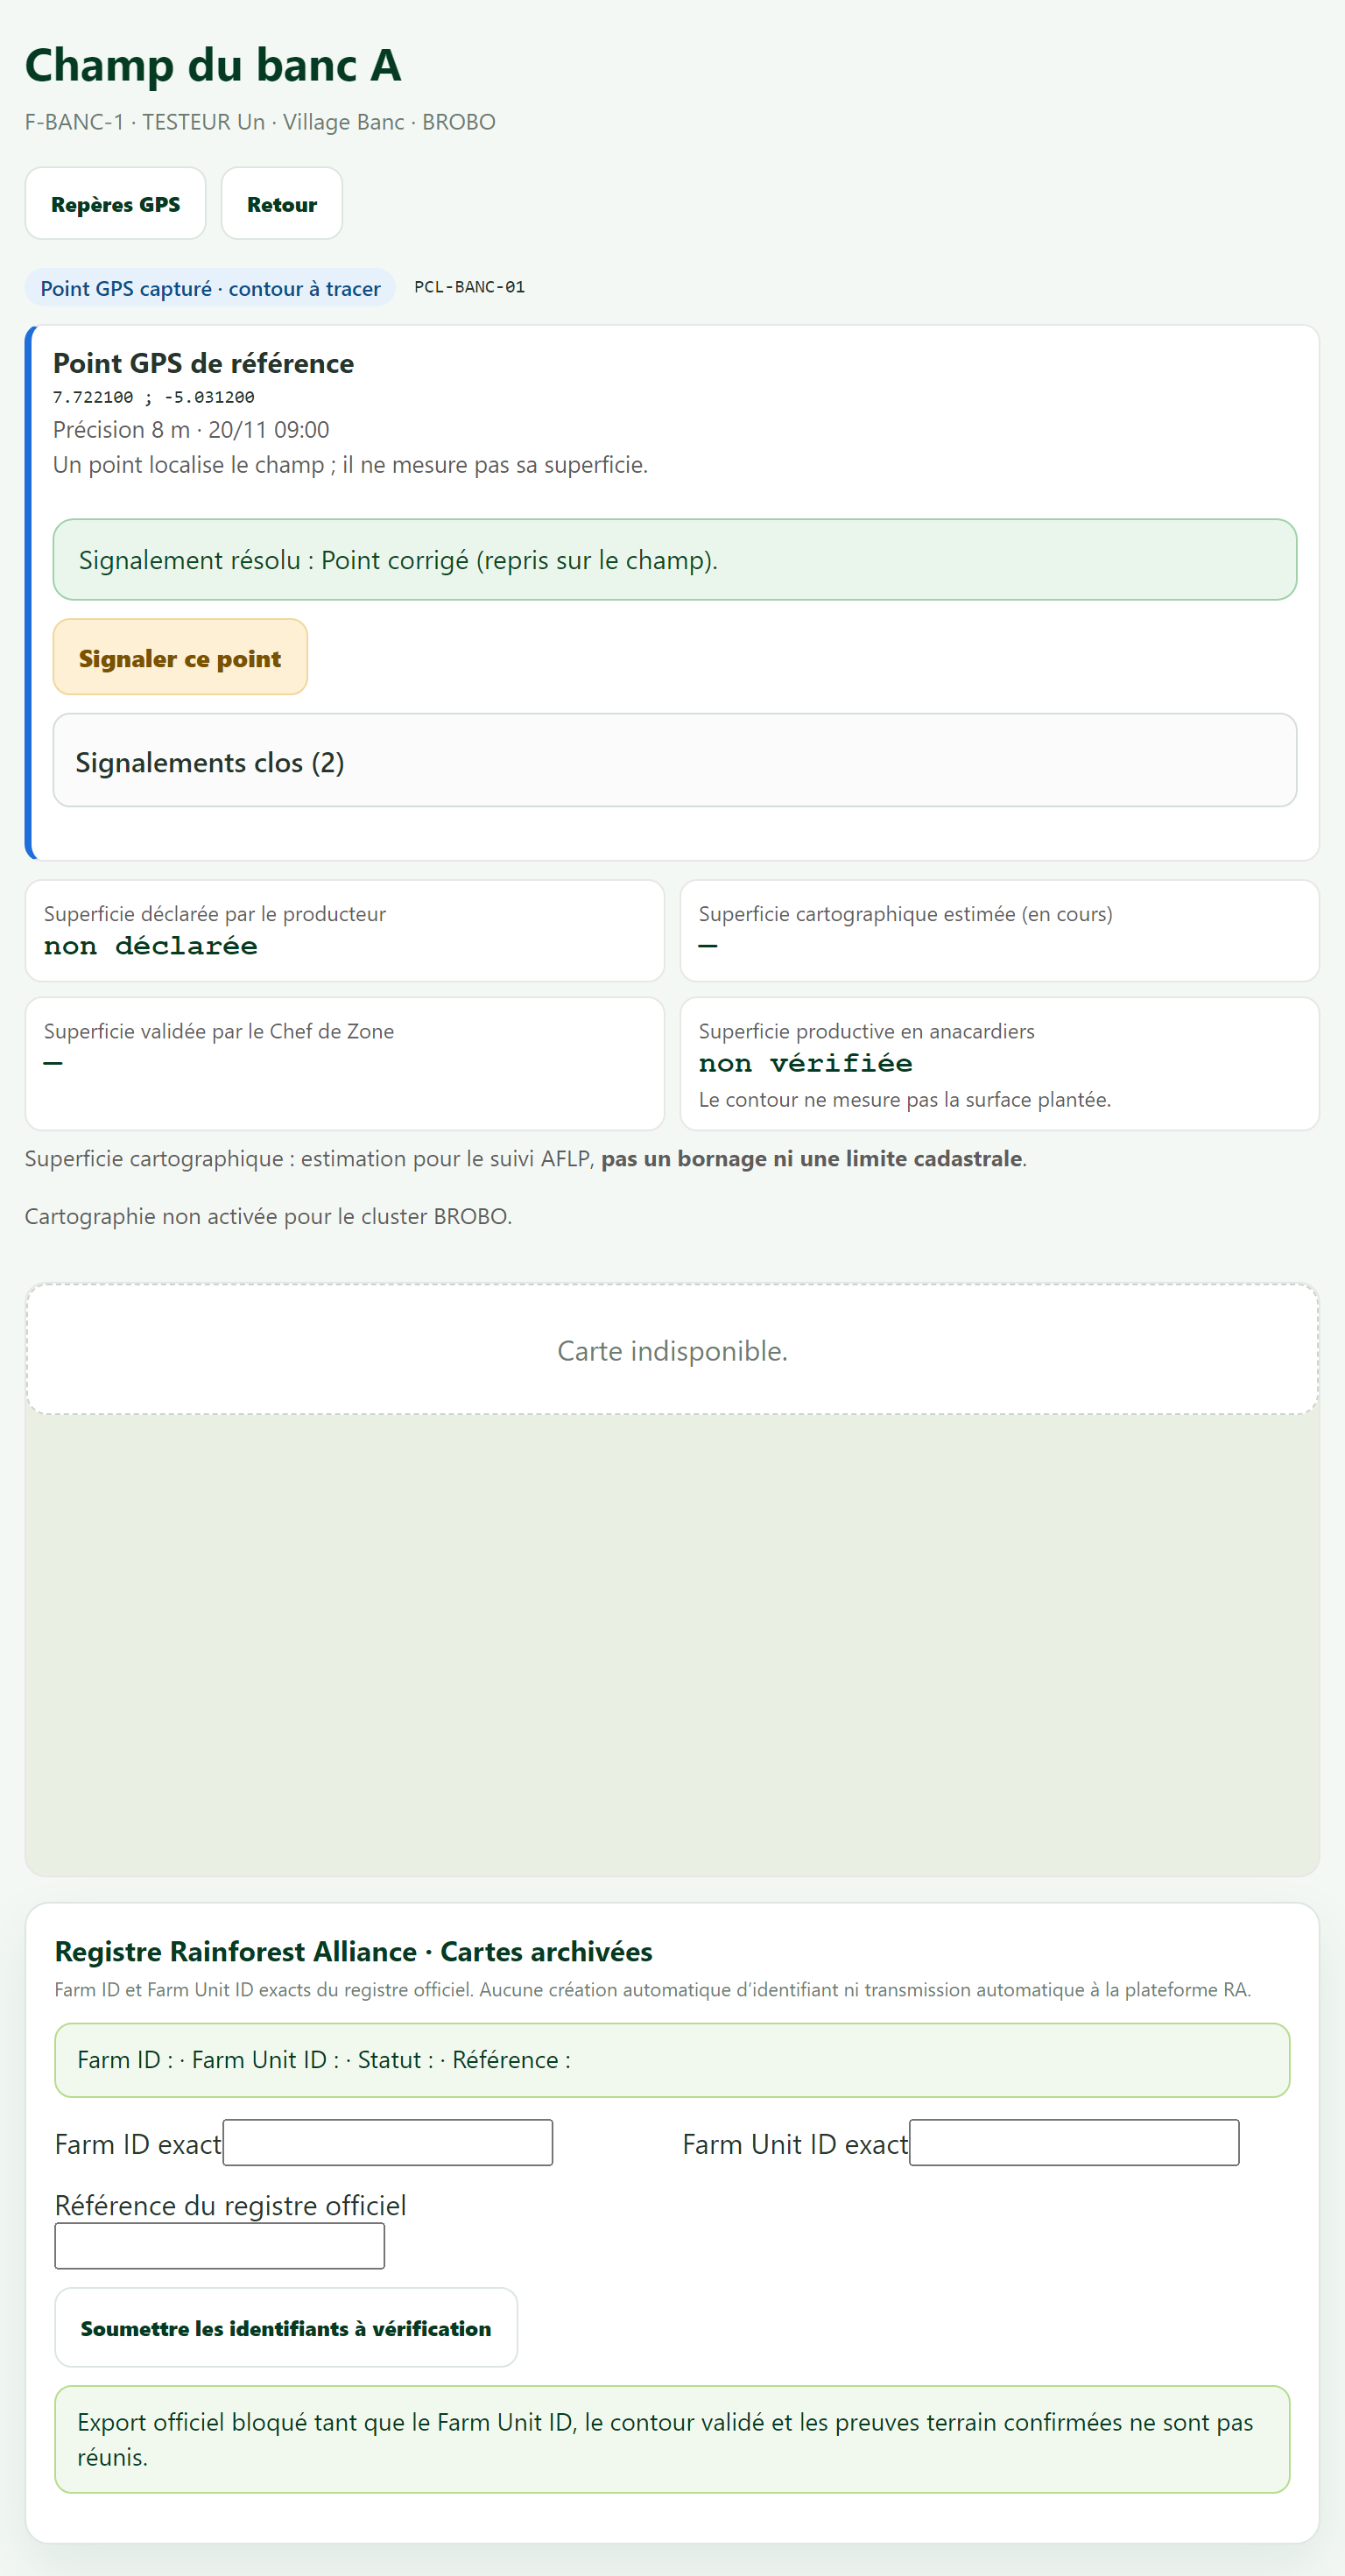 Champ du banc A
F-BANC-1 · TESTEUR Un · Village Banc · BROBO
Repères GPS
Retour
Point GPS capturé · contour à tracer
PCL-BANC-01
Point GPS de référence
7.722100 ; -5.031200
Précision 8 m · 20/11 09:00
Un point localise le champ ; il ne mesure pas sa superficie.
Signalement résolu : Point corrigé (repris sur le champ).
Signaler ce point
Signalements clos (2)
Superficie déclarée par le producteur
non déclarée
Superficie cartographique estimée (en cours)
—
Superficie validée par le Chef de Zone
—
Superficie productive en anacardiers
non vérifiée
Le contour ne mesure pas la surface plantée.
Superficie cartographique : estimation pour le suivi AFLP, pas un bornage ni une limite cadastrale.
Cartographie non activée pour le cluster BROBO.
Carte indisponible.
Registre Rainforest Alliance · Cartes archivées
Farm ID et Farm Unit ID exacts du registre officiel. Aucune création automatique d’identifiant ni transmission automatique à la plateforme RA.
Farm ID : · Farm Unit ID : · Statut : · Référence :
Farm ID exact
Farm Unit ID exact
Référence du registre officiel
Soumettre les identifiants à vérification
Export officiel bloqué tant que le Farm Unit ID, le contour validé et les preuves terrain confirmées ne sont pas
réunis.